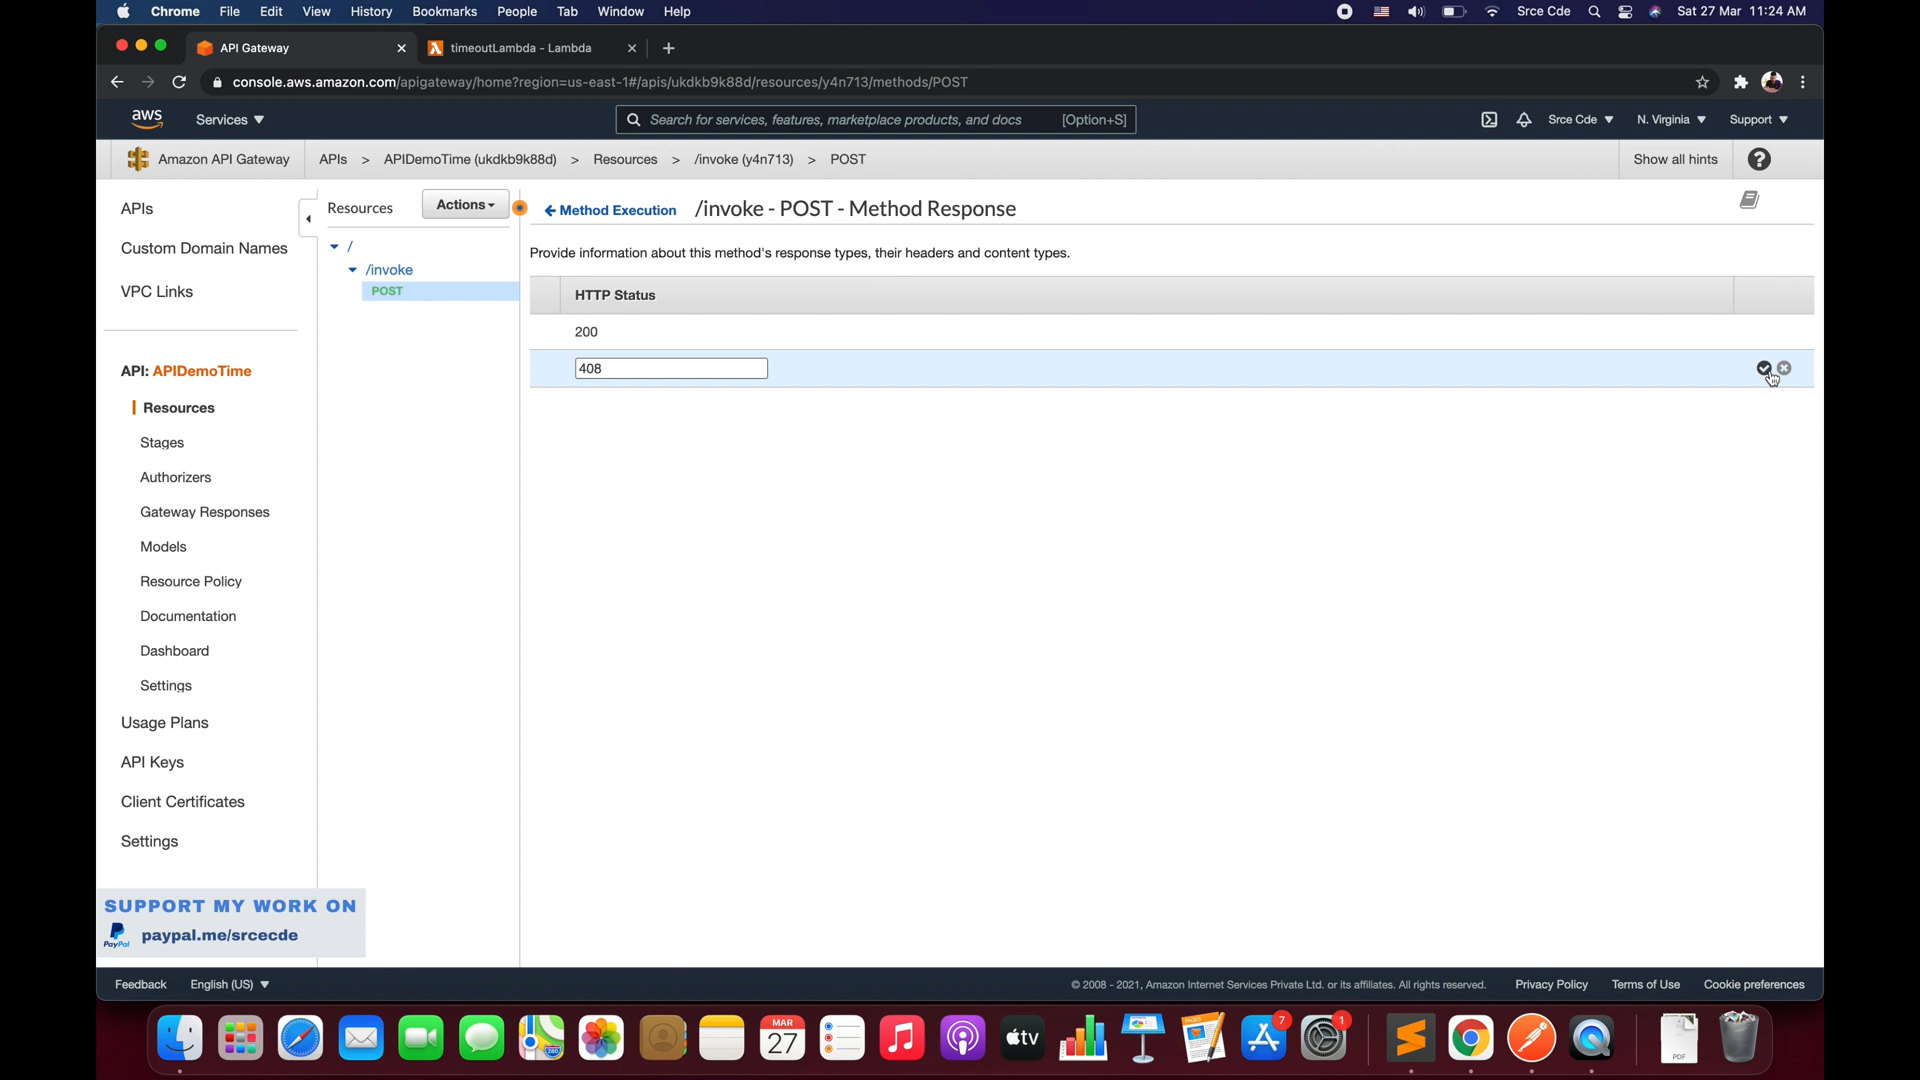 Chrome File Edit View History Bookmarks People Tab Window Help Srce Cde Sat 27 Mar 11:24 AM
API Gateway timeoutLambda - Lambda
console.aws.amazon.com/apigateway/home?region=us-east-1#/apis/ukdkb9k88d/resources/y4n713/methods/POST
aws Services Search for services, features, marketplace products, and docs [Option+S] Srce Cde N. Virginia Support
Amazon API Gateway APIs > APIDemoTime (ukdkb9k88d) > Resources > /invoke (y4n713) > POST Show all hints ?
APIs
Custom Domain Names
VPC Links
API: APIDemoTime
Resources
Stages
Authorizers
Gateway Responses
Models
Resource Policy
Documentation
Dashboard
Settings
Usage Plans
API Keys
Client Certificates
Settings
Resources Actions
/
/invoke
POST
Method Execution /invoke - POST - Method Response
Provide information about this method's response types, their headers and content types.
HTTP Status
200
408
SUPPORT MY WORK ON
PayPal paypal.me/srcecde
Feedback English (US) © 2008 - 2021, Amazon Internet Services Private Ltd. or its affiliates. All rights reserved. Privacy Policy Terms of Use Cookie preferences
MAR
27
tv
7
1
PDF